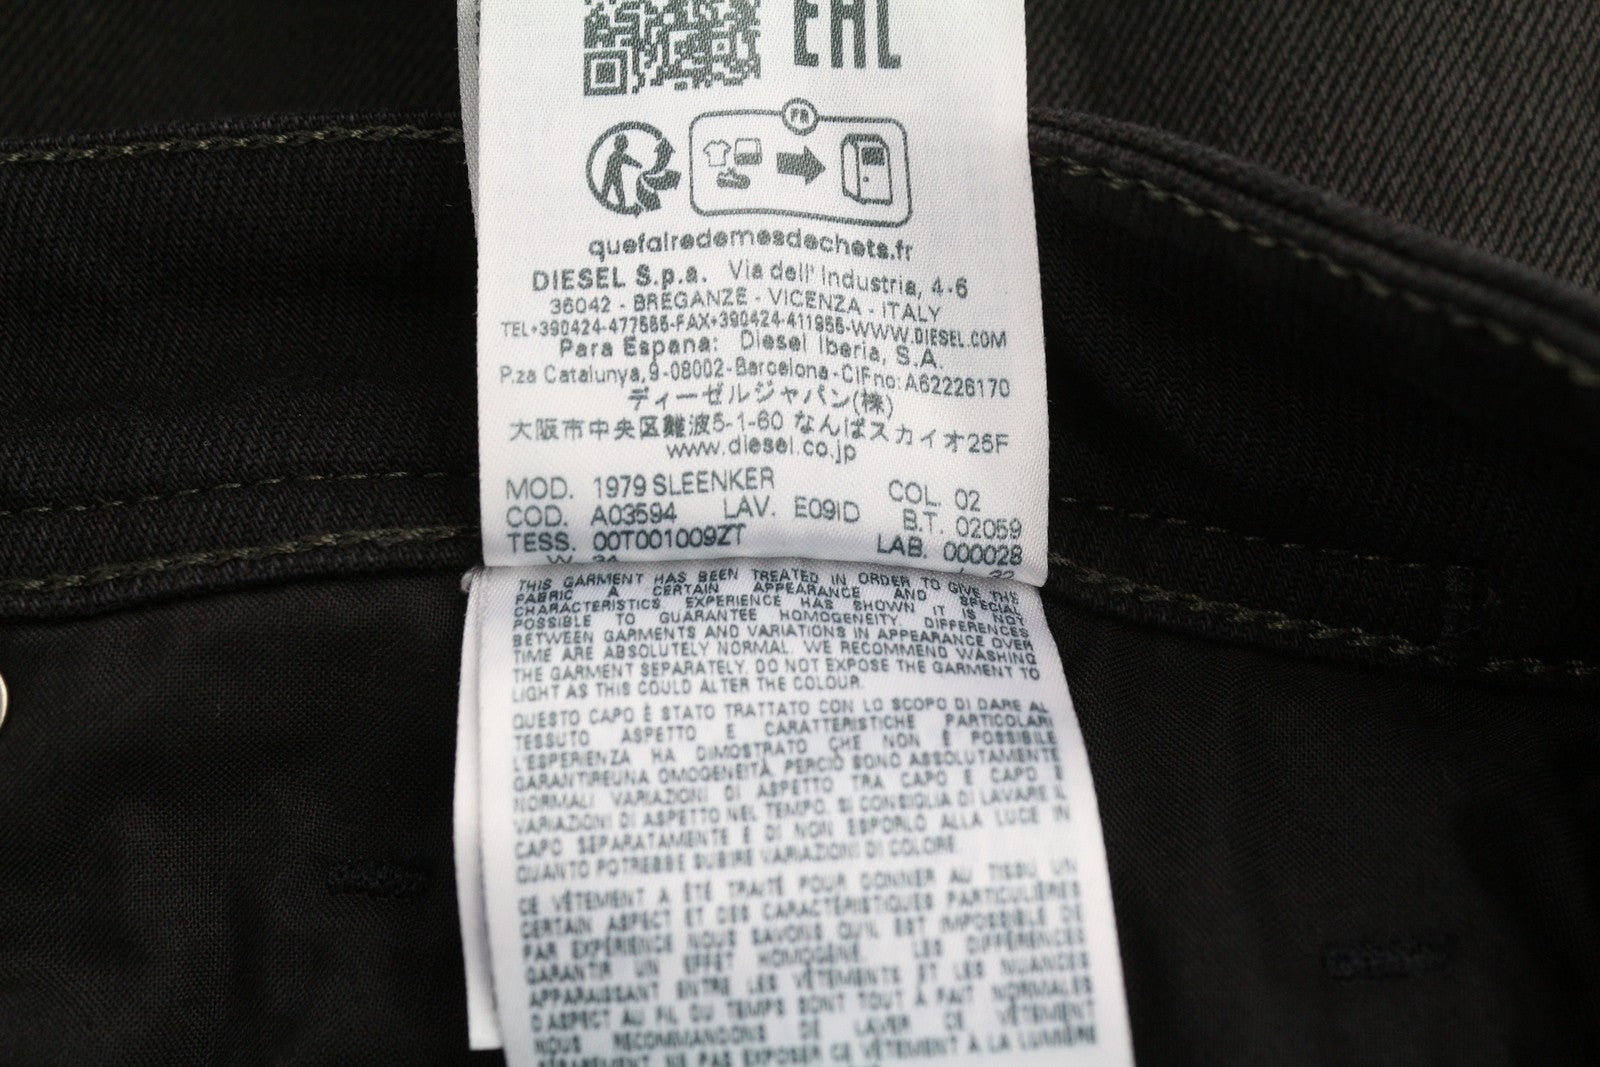 EAC
FR
quefairedemesdechets.fr
DIESEL S.p.a. Via dell' Industria, 4-6
36042 - BREGANZE - VICENZA - ITALY
TEL+390424-477555-FAX+390424-411955-WWW.DIESEL.COM
Para Espana: Diesel Iberia, S.A.
P.za Catalunya,9-08002-Barcelona-CIFno:A62226170
ディーゼルジャパン(株)
大阪市中央区難波5-1-60 なんばスカイオ25F
www.diesel.co.jp
MOD. 1979 SLEENKER COL. 02
COD. A03594 LAV. E09ID B.T. 02059
TESS. 00T001009ZT LAB. 000028
W. 31 32
THIS GARMENT HAS BEEN TREATED IN ORDER TO GIVE THE
FABRIC A CERTAIN APPEARANCE AND SPECIAL
CHARACTERISTICS EXPERIENCE HAS SHOWN IT IS NOT
POSSIBLE TO GUARANTEE HOMOGENEITY. DIFFERENCES
BETWEEN GARMENTS AND VARIATIONS IN APPEARANCE OVER
TIME ARE ABSOLUTELY NORMAL. WE RECOMMEND WASHING
THE GARMENT SEPARATELY. DO NOT EXPOSE THE GARMENT TO
LIGHT AS THIS COULD ALTER THE COLOUR.
QUESTO CAPO È STATO TRATTATO CON LO SCOPO DI DARE AL
TESSUTO ASPETTO E CARATTERISTICHE PARTICOLARI
L'ESPERIENZA HA DIMOSTRATO CHE NON È POSSIBILE
GARANTIREUNA OMOGENEITÀ, PERCIÒ SONO ASSOLUTAMENTE
NORMALI VARIAZIONI DI ASPETTO TRA CAPO E CAPO E
VARIAZIONI DI ASPETTO NEL TEMPO. SI CONSIGLIA DI LAVARE IL
CAPO SEPARATAMENTE E DI NON ESPORLO ALLA LUCE IN
QUANTO POTREBBE SUBIRE VARIAZIONI DI COLORE.
CE VÊTEMENT A ÉTÉ TRAITÉ POUR DONNER AU TISSU UN
CERTAIN ASPECT ET DES CARACTÉRISTIQUES PARTICULIÈRES
PAR EXPÉRIENCE NOUS SAVONS QU'IL EST IMPOSSIBLE DE
GARANTIR UN EFFET HOMOGÈNE. LES DIFFÉRENCES
APPARAISSANT ENTRE LES VÊTEMENTS ET LES NUANCES
D'ASPECT AU FIL DU TEMPS SONT TOUT À FAIT NORMALES
NOUS RECOMMANDONS DE LAVER CE VÊTEMENT
SÉPARÉMENT, NE PAS EXPOSER CE VÊTEMENT À LA LUMIÈRE